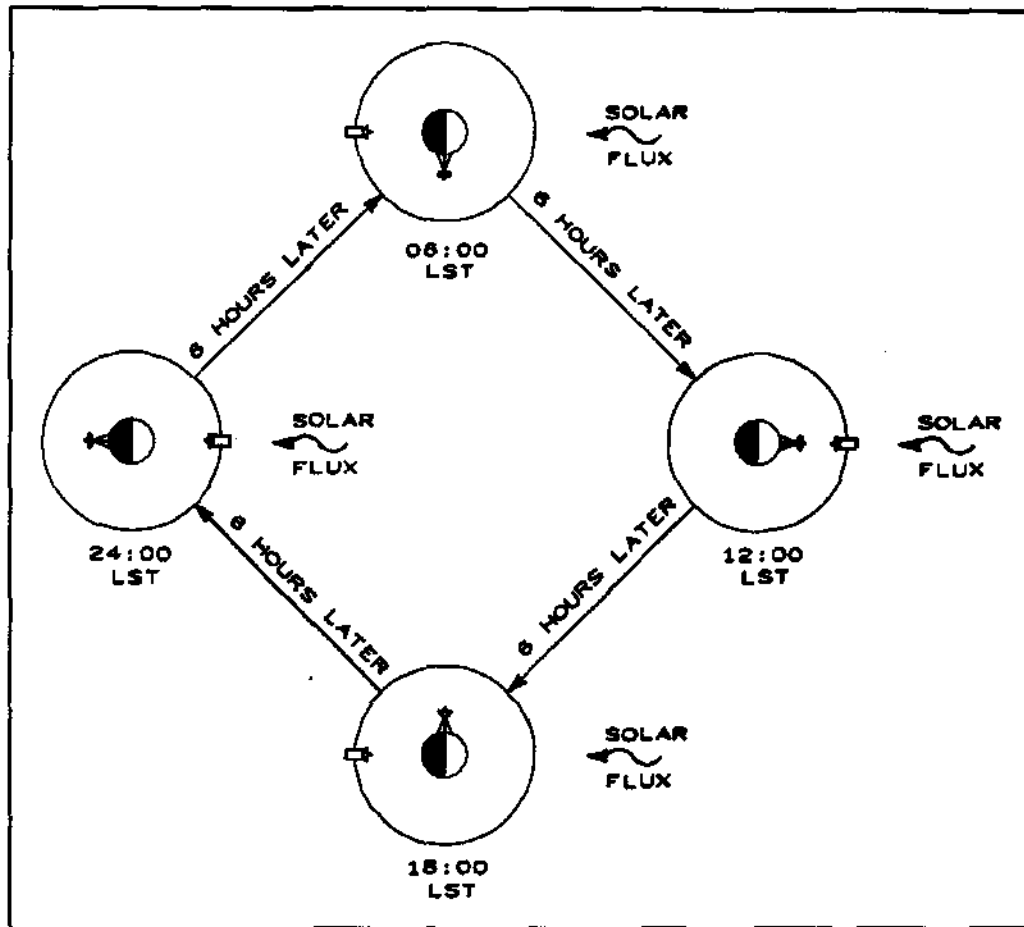 SOLAR
FLUX
06:00
LST
6 HOURS LATER
6 HOURS LATER
SOLAR
FLUX
24:00
LST
SOLAR
FLUX
12:00
LST
6 HOURS LATER
6 HOURS LATER
SOLAR
FLUX
18:00
LST